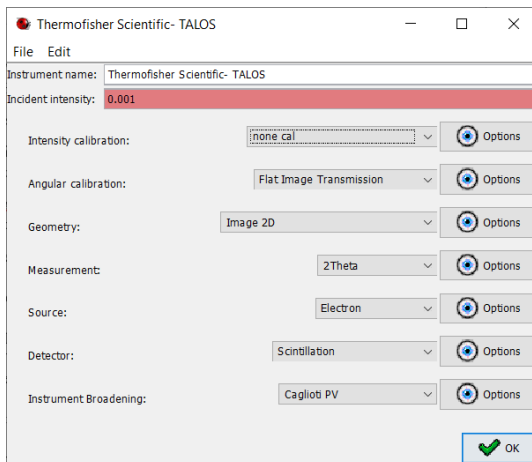 Thermofisher Scientific- TALOS
File Edit
Instrument name: Thermofisher Scientific- TALOS
Incident intensity: 0.001
Intensity calibration: none cal Options
Angular calibration: Flat Image Transmission Options
Geometry: Image 2D Options
Measurement: 2Theta Options
Source: Electron Options
Detector: Scintillation Options
Instrument Broadening: Caglioti PV Options
OK